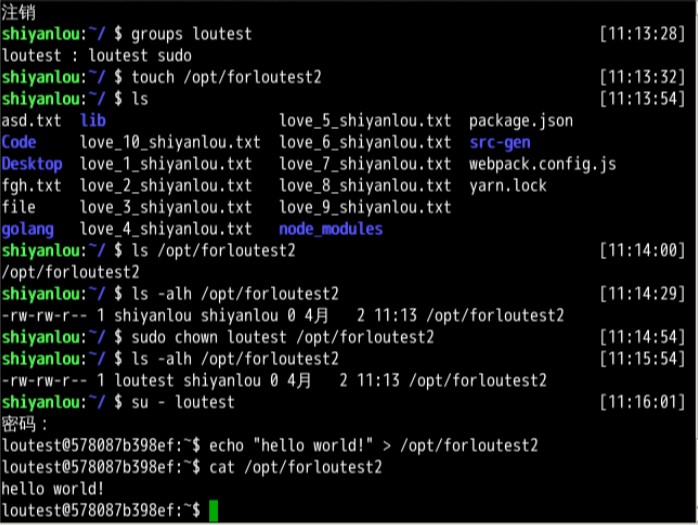 注销
shiyanlou:~/ $ groups loutest [11:13:28]
loutest : loutest sudo
shiyanlou:~/ $ touch /opt/forloutest2 [11:13:32]
shiyanlou:~/ $ ls [11:13:54]
asd.txt lib love_5_shiyanlou.txt package.json
Code love_10_shiyanlou.txt love_6_shiyanlou.txt src-gen
Desktop love_1_shiyanlou.txt love_7_shiyanlou.txt webpack.config.js
fgh.txt love_2_shiyanlou.txt love_8_shiyanlou.txt yarn.lock
file love_3_shiyanlou.txt love_9_shiyanlou.txt
golang love_4_shiyanlou.txt node_modules
shiyanlou:~/ $ ls /opt/forloutest2 [11:14:00]
/opt/forloutest2
shiyanlou:~/ $ ls -alh /opt/forloutest2 [11:14:29]
-rw-rw-r-- 1 shiyanlou shiyanlou 0 4月 2 11:13 /opt/forloutest2
shiyanlou:~/ $ sudo chown loutest /opt/forloutest2 [11:14:54]
shiyanlou:~/ $ ls -alh /opt/forloutest2 [11:15:54]
-rw-rw-r-- 1 loutest shiyanlou 0 4月 2 11:13 /opt/forloutest2
shiyanlou:~/ $ su - loutest [11:16:01]
密码：
loutest@578087b398ef:~$ echo "hello world!" > /opt/forloutest2
loutest@578087b398ef:~$ cat /opt/forloutest2
hello world!
loutest@578087b398ef:~$